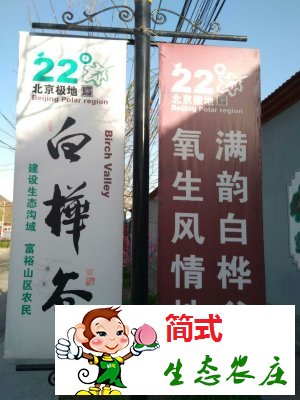 22°
北京极地
Beijing Polar region
白桦谷
Birch Valley
建设生态沟域 富裕山区农民
22°
北京极地
Beijing Polar region
满韵白桦
氧生风情
简式
生态农庄